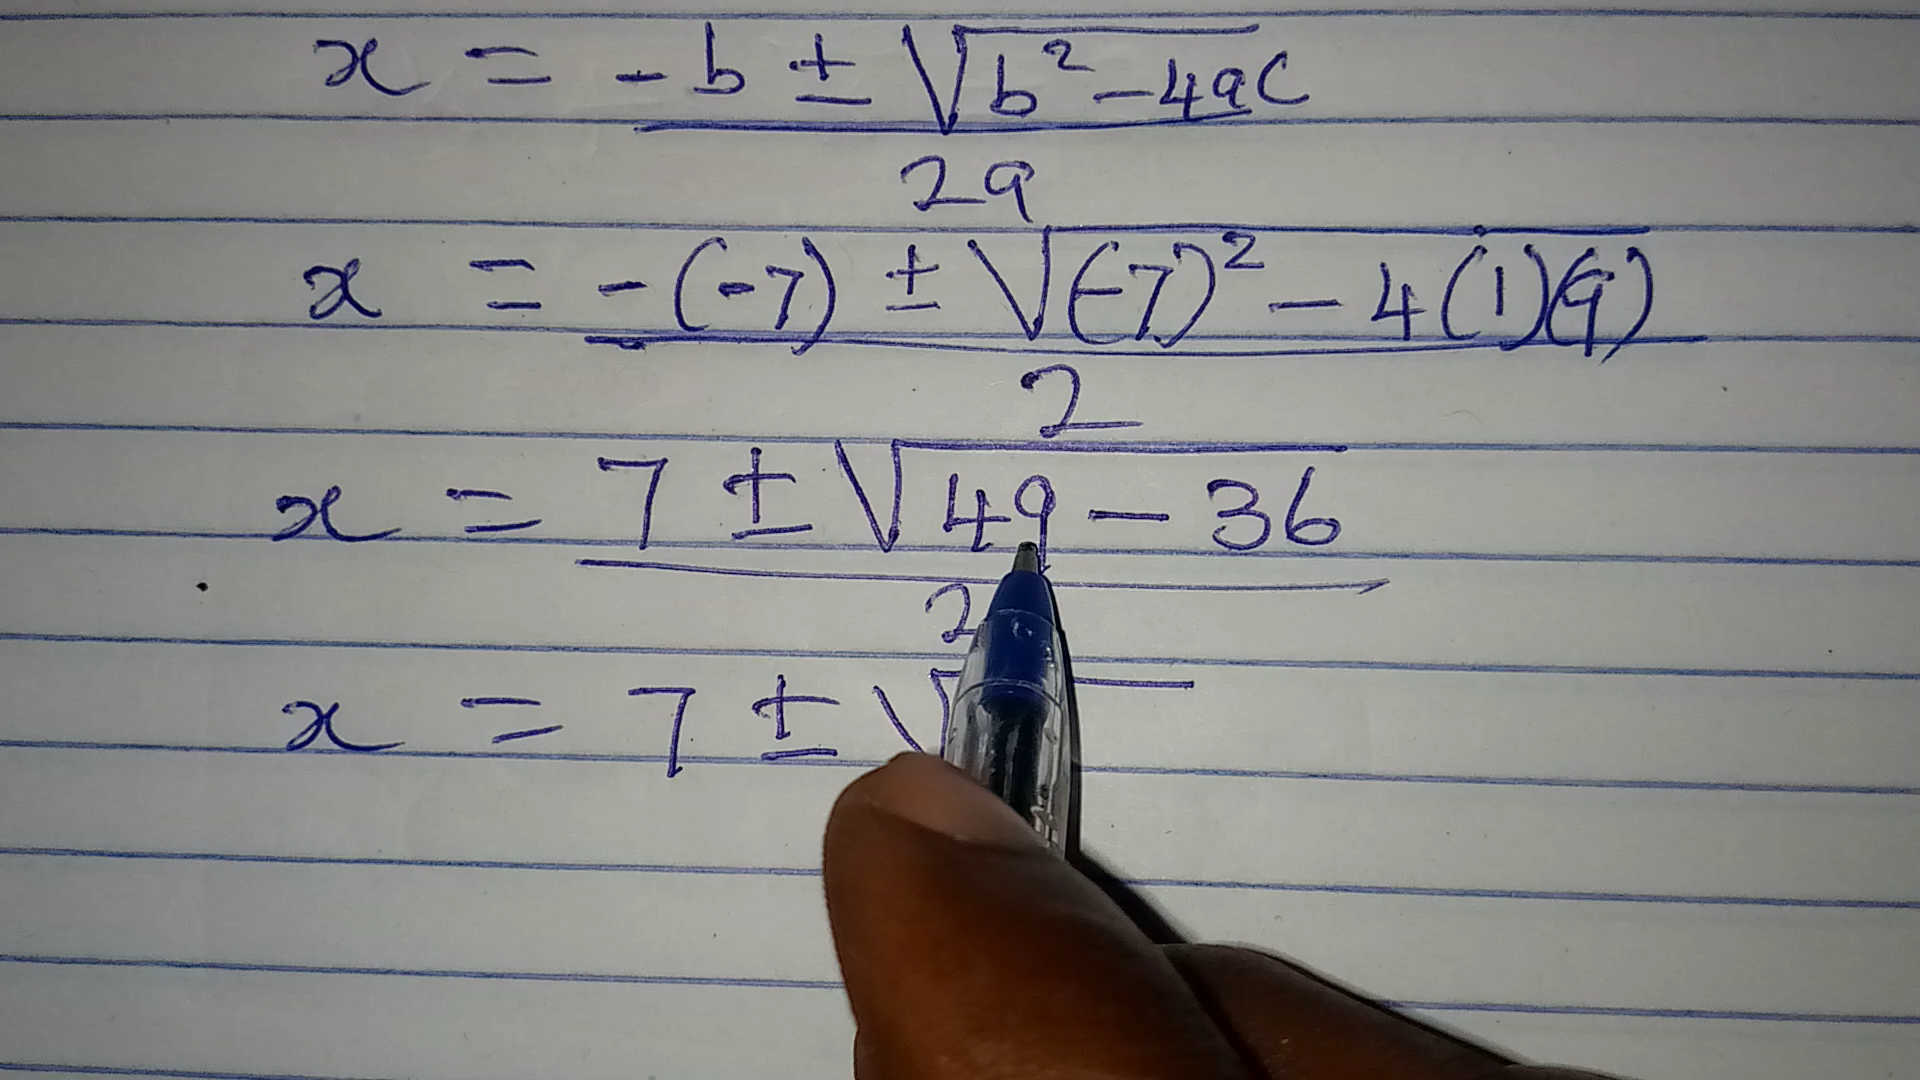 x = -b ± √b² - 4ac
2a
x = -(-7) ± √(-7)² - 4(1)(9)
2
x = 7 ± √49 - 36
2
x = 7 ± √